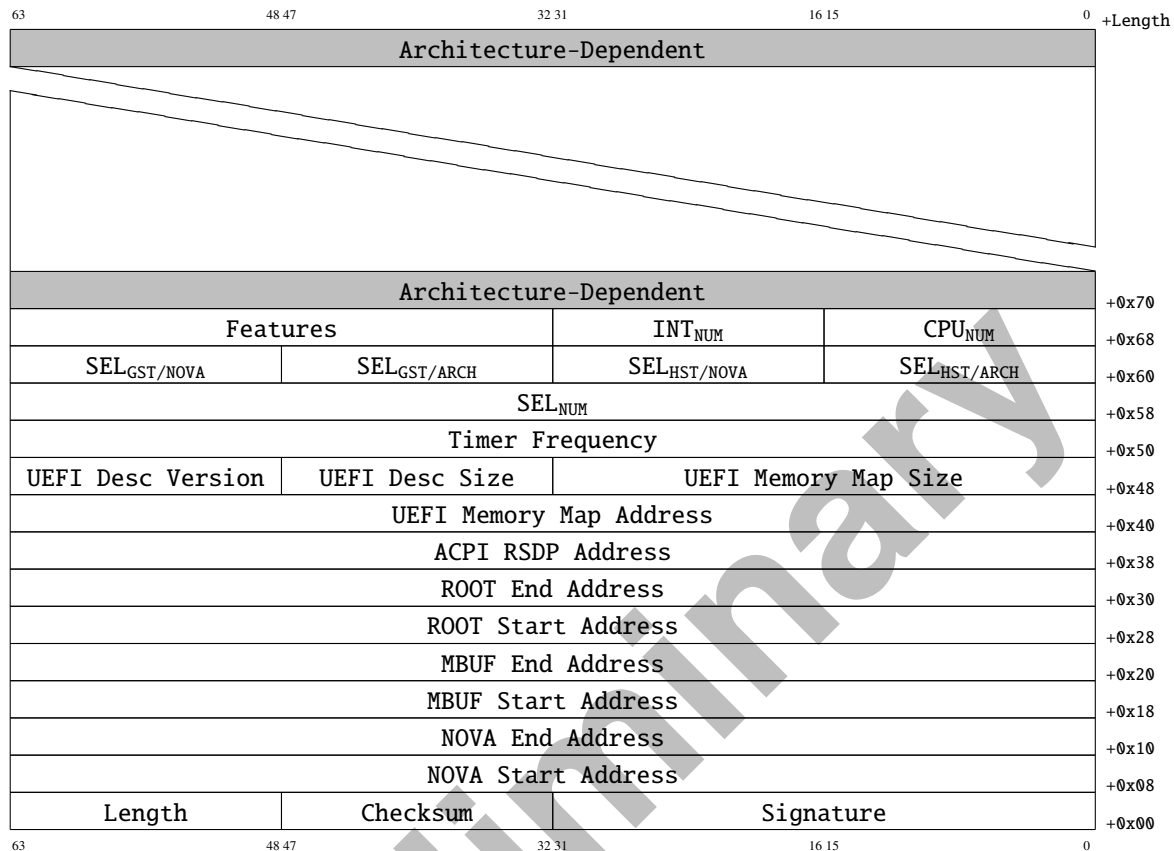 63 48 47 32 31 16 15 0 +Length
Architecture-Dependent
Architecture-Dependent
+0x70
Features INT_NUM CPU_NUM
+0x68
SEL_GST/NOVA SEL_GST/ARCH SEL_HST/NOVA SEL_HST/ARCH
+0x60
SEL_NUM
+0x58
Timer Frequency
+0x50
UEFI Desc Version UEFI Desc Size UEFI Memory Map Size
+0x48
UEFI Memory Map Address
+0x40
ACPI RSDP Address
+0x38
ROOT End Address
+0x30
ROOT Start Address
+0x28
MBUF End Address
+0x20
MBUF Start Address
+0x18
NOVA End Address
+0x10
NOVA Start Address
+0x08
Length Checksum Signature
+0x00
63 48 47 32 31 16 15 0
liminary